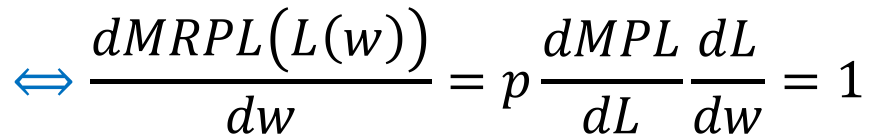 ⟺ dMRPL(L(w))/dw = p dMPL/dL dL/dw = 1